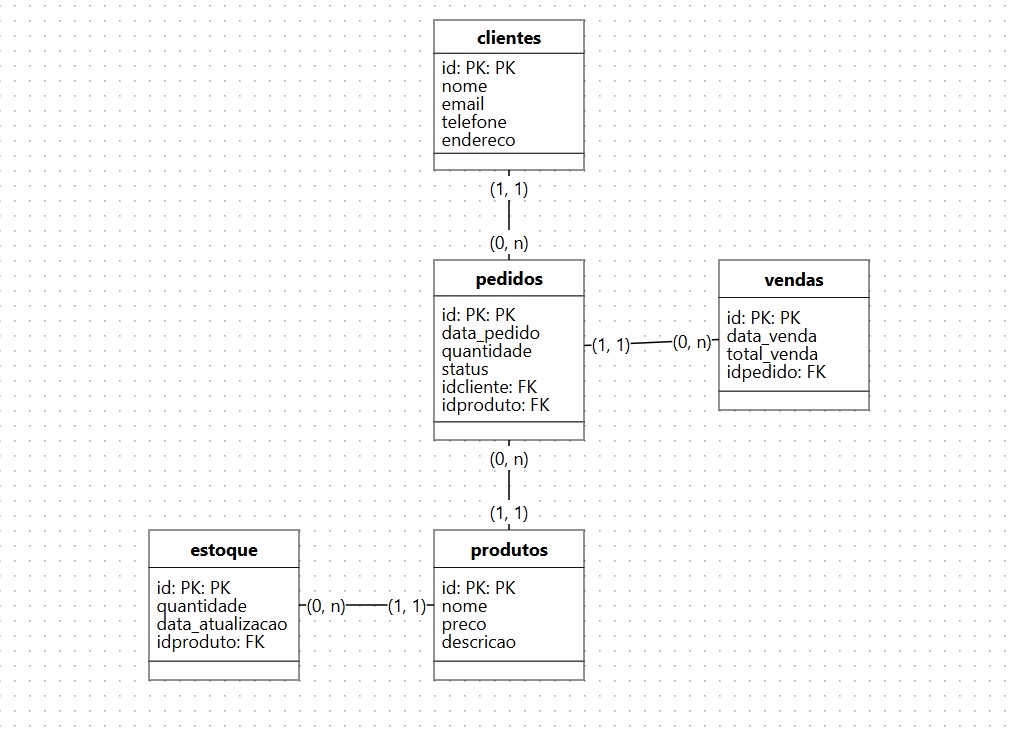 clientes
id: PK: PK
nome
email
telefone
endereco
(1, 1)
(0, n)
pedidos
id: PK: PK
data_pedido
quantidade
status
idcliente: FK
idproduto: FK
(1, 1)
(0, n)
vendas
id: PK: PK
data_venda
total_venda
idpedido: FK
(0, n)
(1, 1)
estoque
id: PK: PK
quantidade
data_atualizacao
idproduto: FK
(0, n)
(1, 1)
produtos
id: PK: PK
nome
preco
descricao